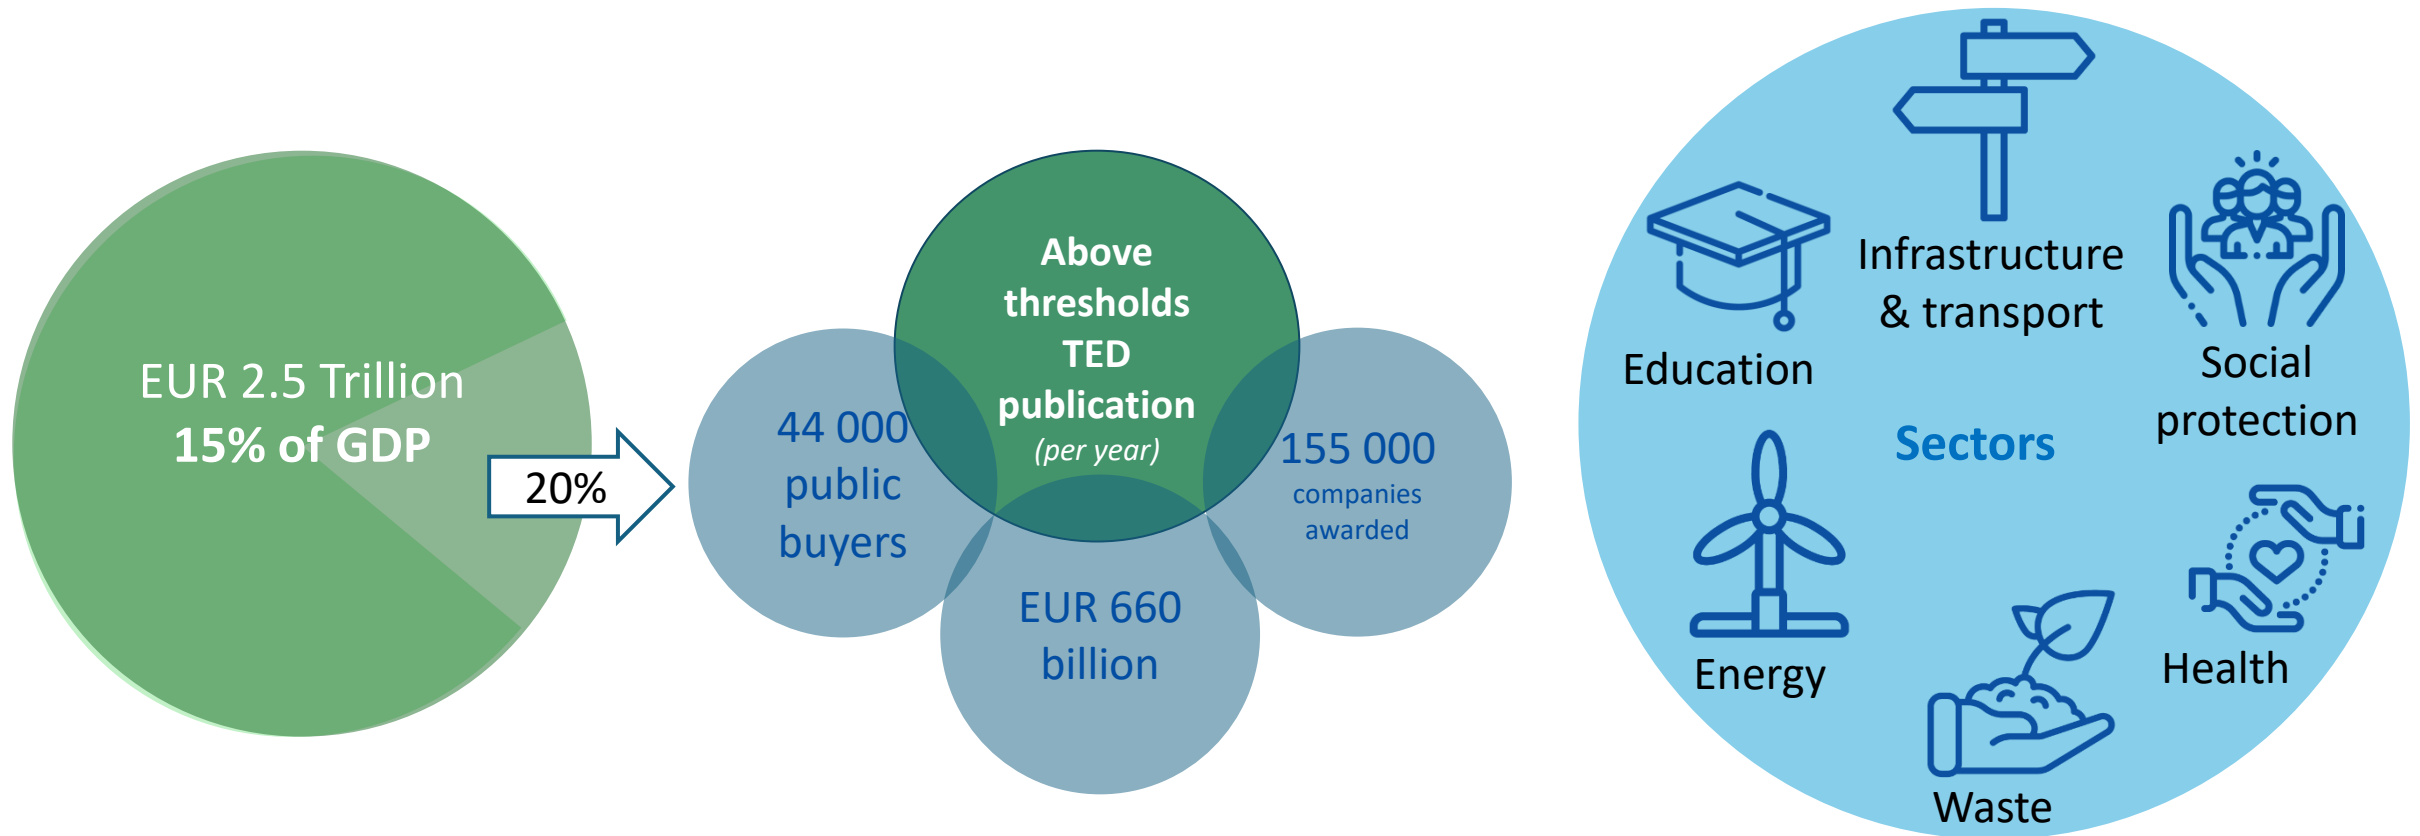 EUR 2.5 Trillion
15% of GDP
20%
Above
thresholds
TED
publication
(per year)
44 000
public
buyers
EUR 660
billion
155 000
companies
awarded
Infrastructure
& transport
Education
Social
protection
Sectors
Energy
Health
Waste